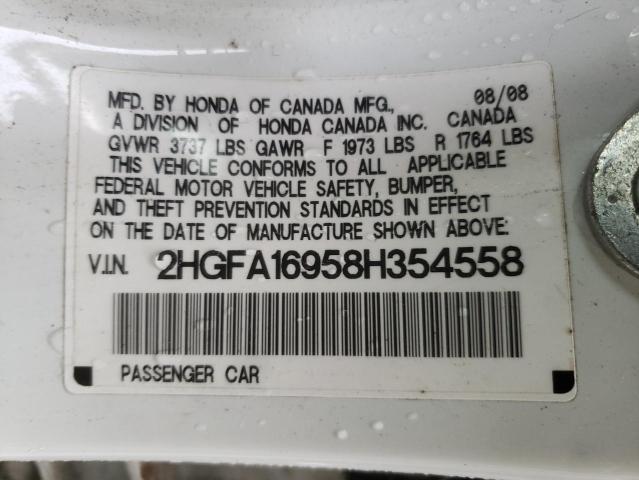 MFD. BY HONDA OF CANADA MFG., 08/08
A DIVISION OF HONDA CANADA INC. CANADA
GVWR 3737 LBS GAWR F 1973 LBS R 1764 LBS
THIS VEHICLE CONFORMS TO ALL APPLICABLE
FEDERAL MOTOR VEHICLE SAFETY, BUMPER,
AND THEFT PREVENTION STANDARDS IN EFFECT
ON THE DATE OF MANUFACTURE SHOWN ABOVE.
V.I.N. 2HGFA16958H354558
PASSENGER CAR